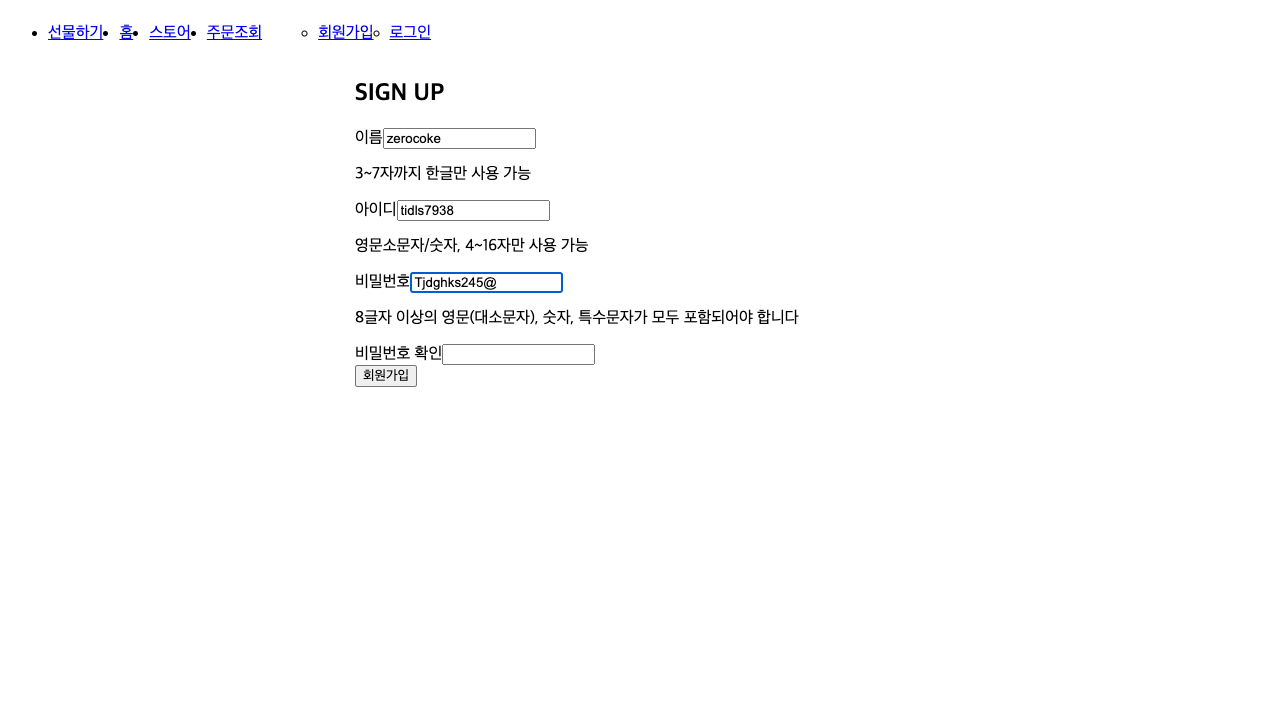 선물하기 홈 스토어 주문조회 회원가입 로그인
SIGN UP
이름 zerocoke
3~7자까지 한글만 사용 가능
아이디 tidls7938
영문소문자/숫자, 4~16자만 사용 가능
비밀번호 Tjdghks245@
8글자 이상의 영문(대소문자), 숫자, 특수문자가 모두 포함되어야 합니다
비밀번호 확인
회원가입